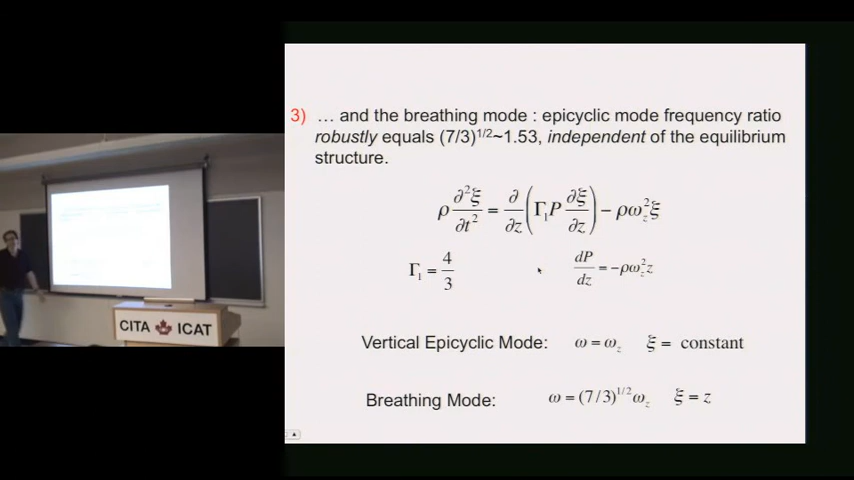 3) … and the breathing mode : epicyclic mode frequency ratio
robustly equals (7/3)^{1/2}~1.53, independent of the equilibrium
structure.
ρ ∂²ξ/∂t² = ∂/∂z (Γ₁P ∂ξ/∂z) − ρω_z²ξ
Γ₁ = 4/3    dP/dz = −ρω_z²z
Vertical Epicyclic Mode: ω = ω_z ξ = constant
Breathing Mode: ω = (7/3)^{1/2}ω_z ξ = z
CITA ICAT